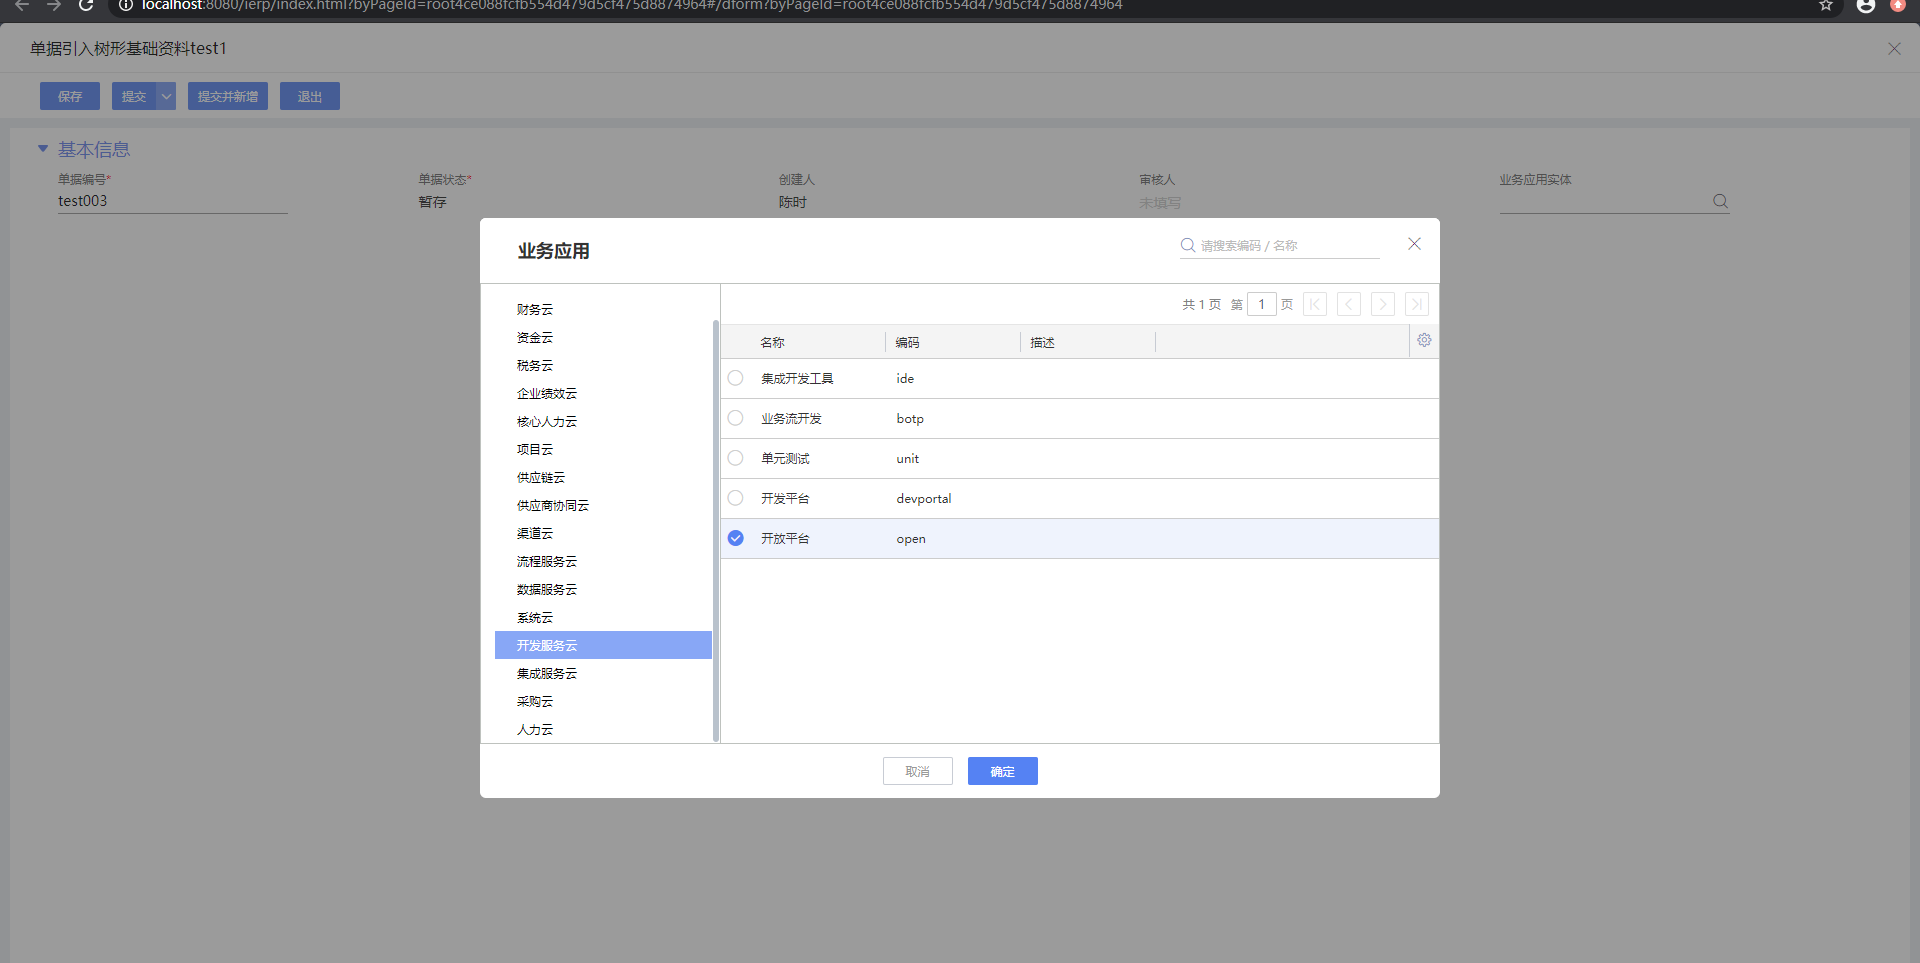 localhost:8080/ierp/index.html?byPageId=root4ce088fcfb554d479d5cf475d8874964#/dform?byPageId=root4ce088fcfb554d479d5cf475d8874964
单据引入树形基础资料test1
保存 提交 提交并新增 退出
基本信息
单据编号* 单据状态* 创建人 审核人 业务应用实体
test003 暂存 陈时 未填写
业务应用 请搜索编码 / 名称
共 1 页 第 1 页
名称 编码 描述
财务云
资金云
税务云
企业绩效云
核心人力云
项目云
供应链云
供应商协同云
渠道云
流程服务云
数据服务云
系统云
开发服务云
集成服务云
采购云
人力云
集成开发工具 ide
业务流开发 botp
单元测试 unit
开发平台 devportal
开放平台 open
取消 确定